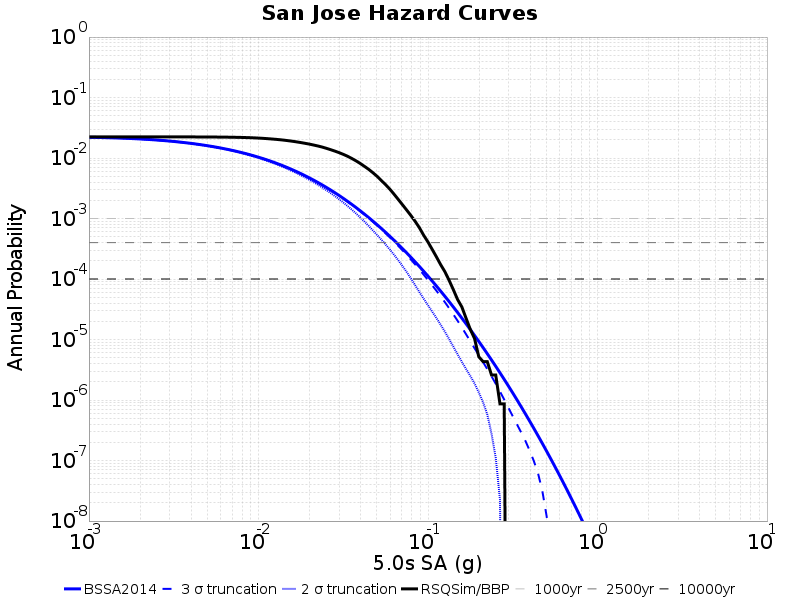 San Jose Hazard Curves
10^0
10^-1
10^-2
10^-3
10^-4
10^-5
10^-6
10^-7
10^-8
Annual Probability
10^-3 10^-2 10^-1 10^0 10^1
5.0s SA (g)
BSSA2014 3 σ truncation 2 σ truncation RSQSim/BBP 1000yr 2500yr 10000yr